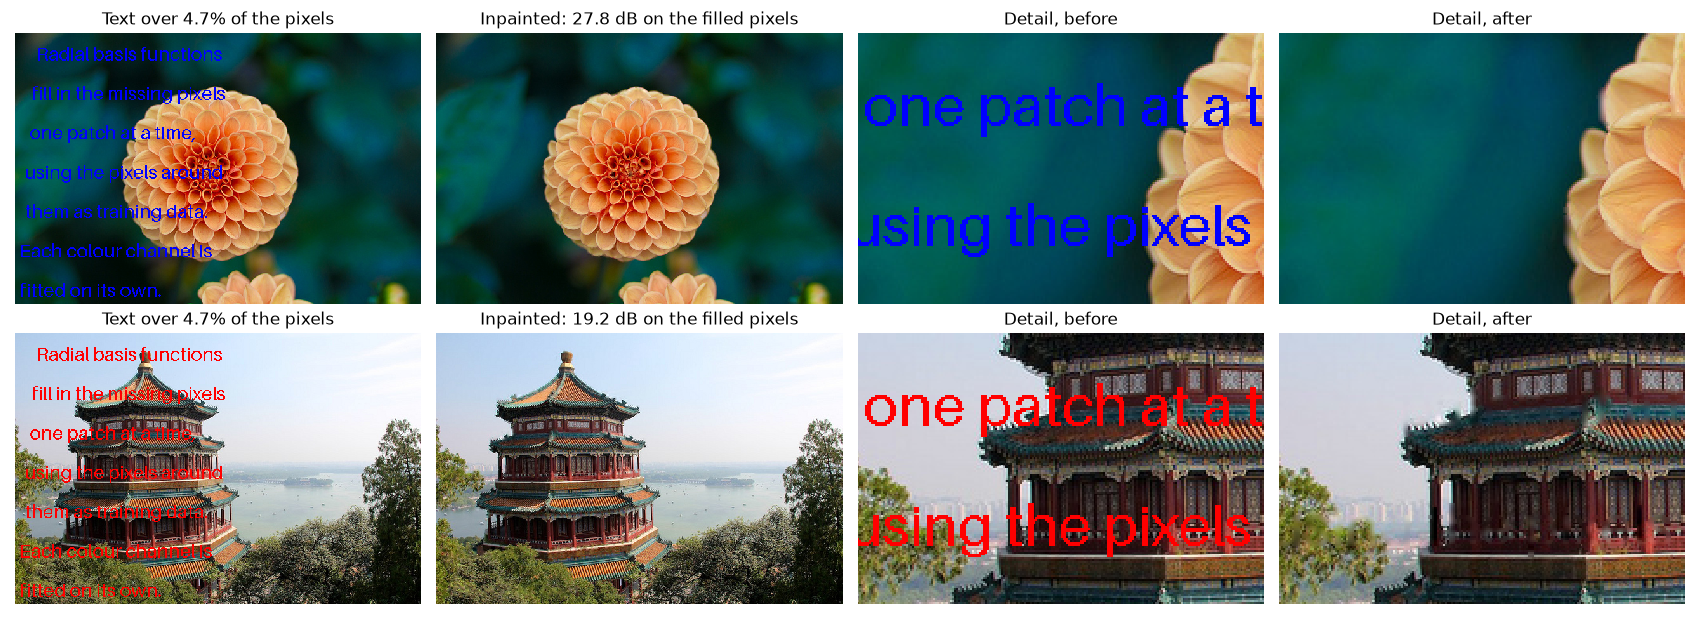 Text over 4.7% of the pixels
Inpainted: 27.8 dB on the filled pixels
Detail, before
Detail, after
Radial basis functions
fill in the missing pixels
one patch at a time,
using the pixels around
them as training data.
Each colour channel is
fitted on its own
one patch at a t
using the pixels
Text over 4.7% of the pixels
Inpainted: 19.2 dB on the filled pixels
Detail, before
Detail, after
Radial basis functions
fill in the missing pixels
one patch at a time,
using the pixels around
them as training data.
Each colour channel is
fitted on its own
one patch at a t
using the pixels